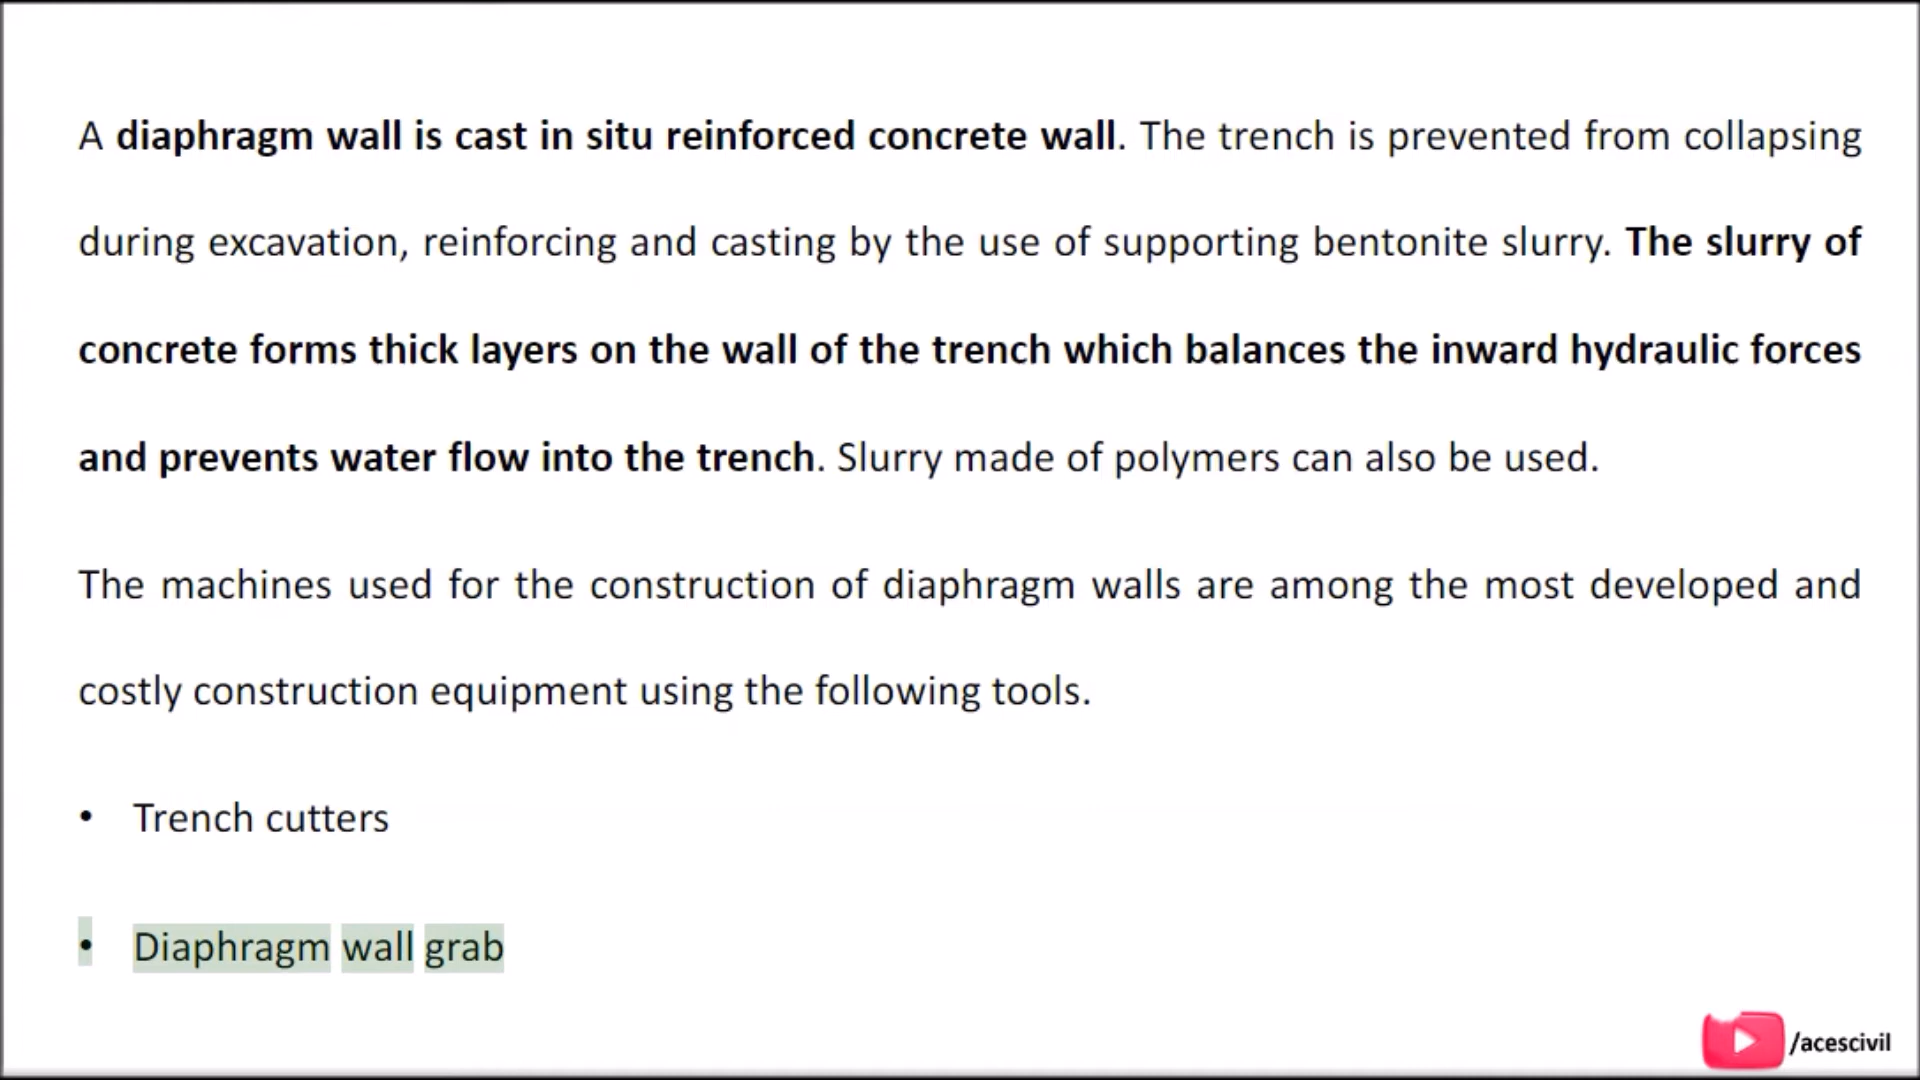 A diaphragm wall is cast in situ reinforced concrete wall. The trench is prevented from collapsing
during excavation, reinforcing and casting by the use of supporting bentonite slurry. The slurry of
concrete forms thick layers on the wall of the trench which balances the inward hydraulic forces
and prevents water flow into the trench. Slurry made of polymers can also be used.
The machines used for the construction of diaphragm walls are among the most developed and
costly construction equipment using the following tools.
• Trench cutters
• Diaphragm wall grab
/acescivil